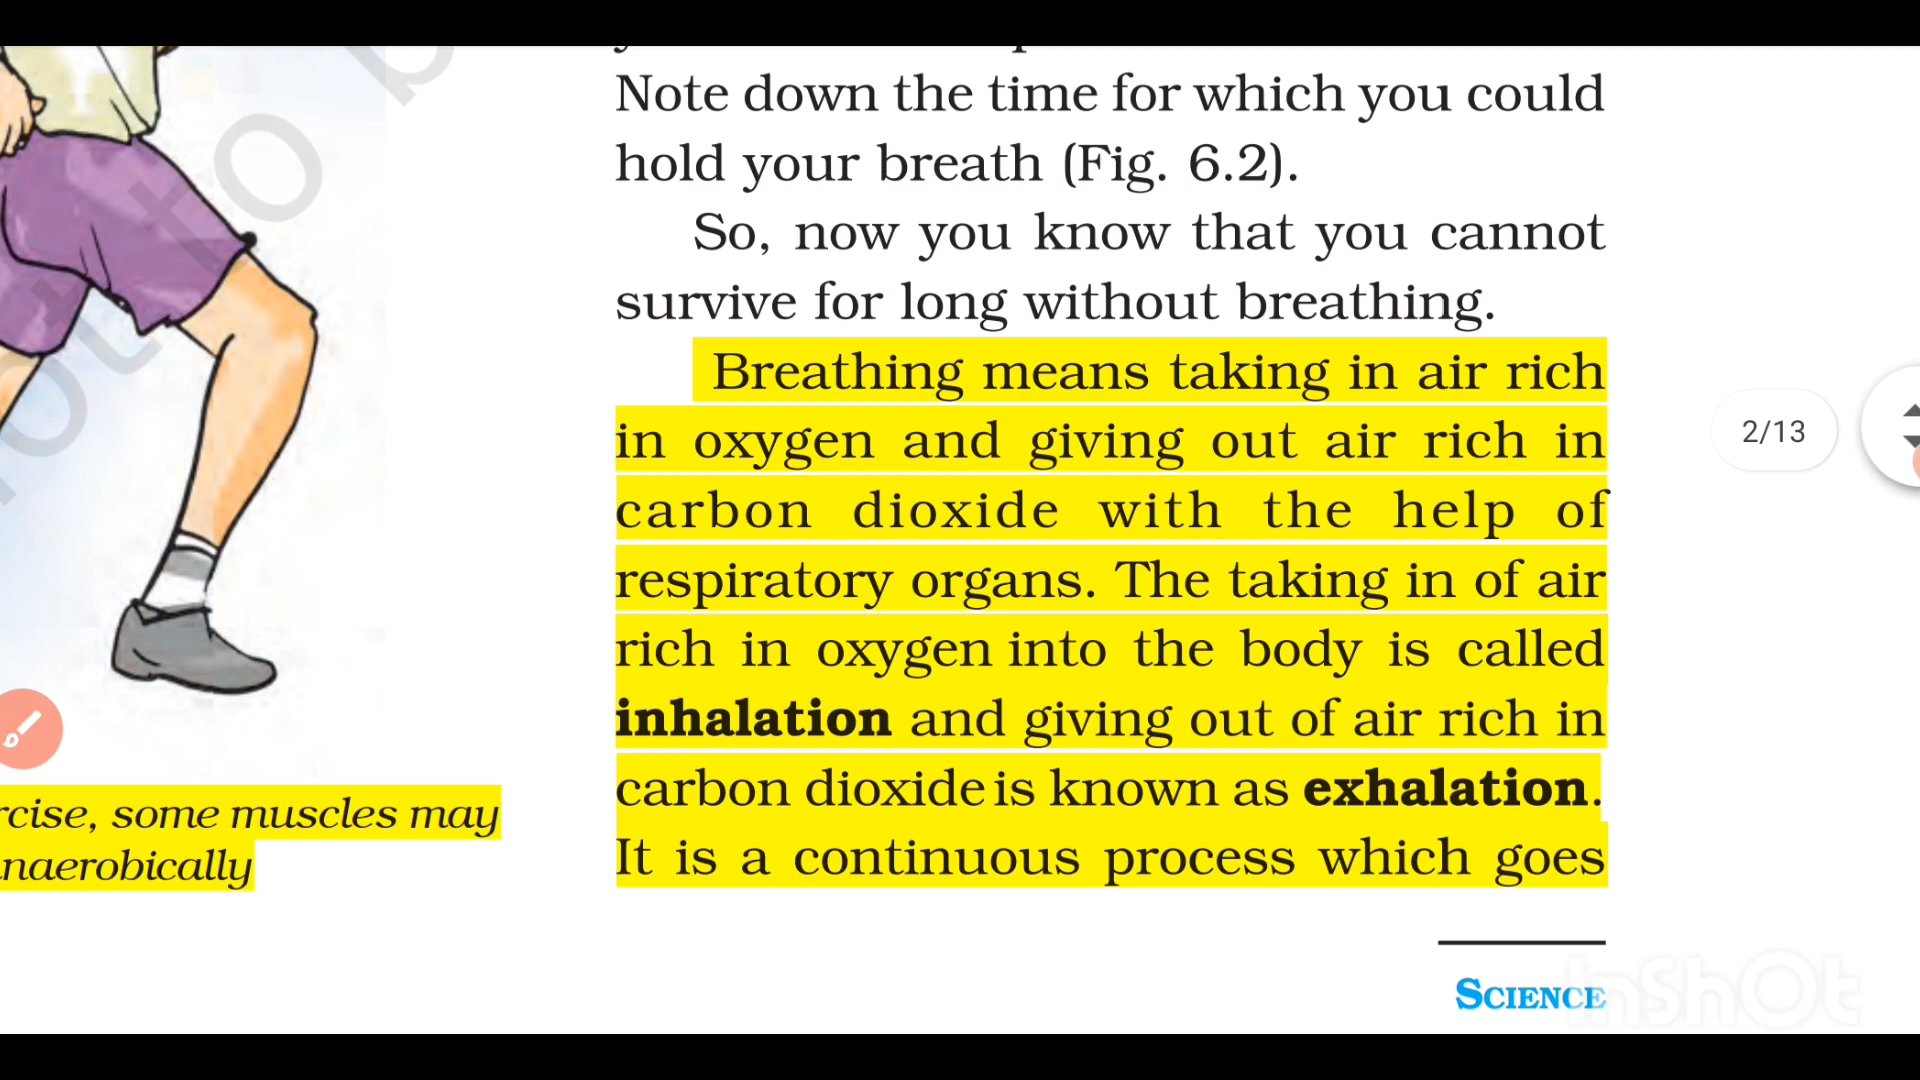 Note down the time for which you could
hold your breath (Fig. 6.2).
So, now you know that you cannot
survive for long without breathing.
Breathing means taking in air rich
in oxygen and giving out air rich in
carbon dioxide with the help of
respiratory organs. The taking in of air
rich in oxygen into the body is called
inhalation and giving out of air rich in
carbon dioxide is known as exhalation.
It is a continuous process which goes
some muscles may
2/13
SCIENCE
InShOt